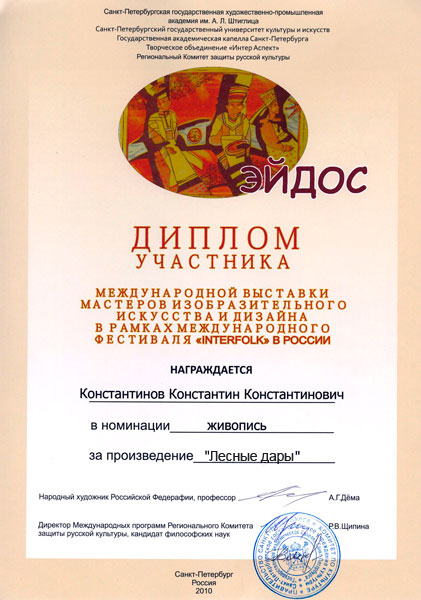 Санкт-Петербургская государственная художественно-промышленная
академия им. А. Л. Штиглица
Санкт-Петербургский государственный университет культуры и искусств
Государственная академическая капелла Санкт-Петербурга
Творческое объединение «Интер Аспект»
Региональный Комитет защиты русской культуры
ЭЙДОС
ДИПЛОМ
УЧАСТНИКА
МЕЖДУНАРОДНОЙ ВЫСТАВКИ
МАСТЕРОВ ИЗОБРАЗИТЕЛЬНОГО
ИСКУССТВА И ДИЗАЙНА
В РАМКАХ МЕЖДУНАРОДНОГО
ФЕСТИВАЛЯ «INTERFOLK» В РОССИИ
НАГРАЖДАЕТСЯ
Константинов Константин Константинович
в номинации живопись
за произведение "Лесные дары"
Народный художник Российской Федерафии, профессор А.Г.Дёма
Директор Международных программ Регионального Комитета Р.В.Щипина
защиты русской культуры, кандидат философских наук
Санкт-Петербург
Россия
2010